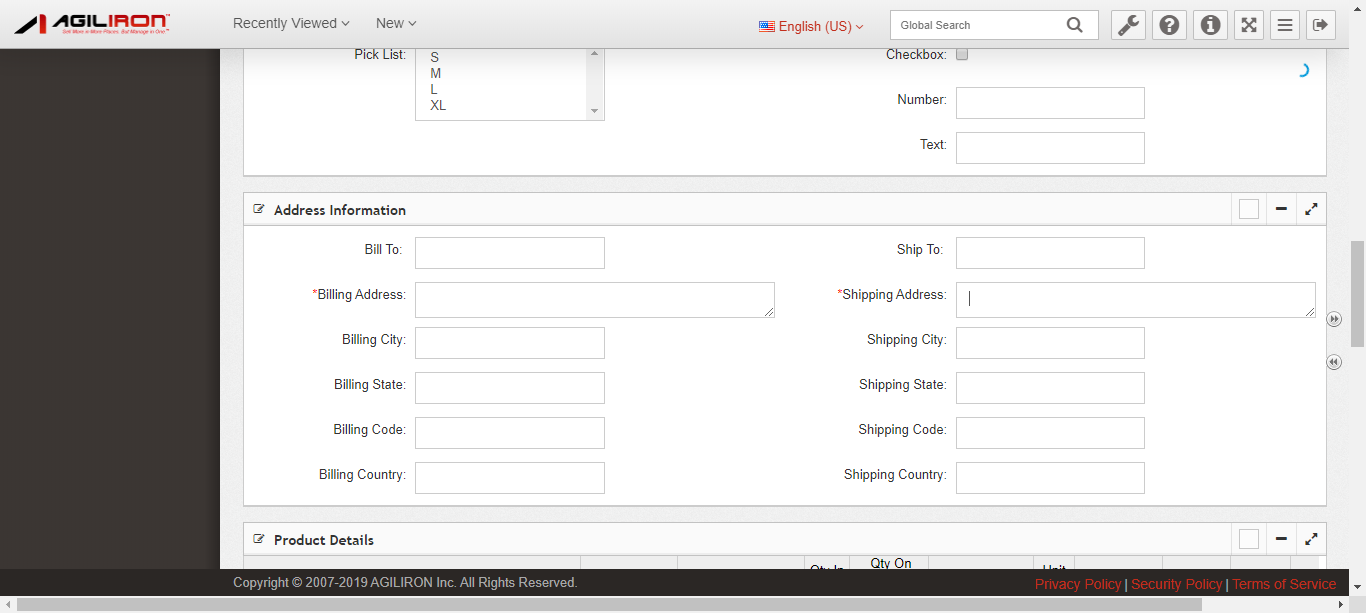 AGILIRON
Sell More in More Places. But Manage in One™
Recently Viewed
New
English (US)
Global Search
Pick List:
S
M
L
XL
Checkbox:
Number:
Text:
Address Information
Bill To:
Ship To:
*Billing Address:
*Shipping Address:
Billing City:
Shipping City:
Billing State:
Shipping State:
Billing Code:
Shipping Code:
Billing Country:
Shipping Country:
Product Details
Qty In
Qty On
Unit
Copyright © 2007-2019 AGILIRON Inc. All Rights Reserved.
Privacy Policy | Security Policy | Terms of Service